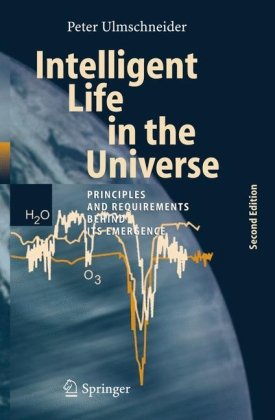 Peter Ulmschneider
Intelligent
Life
in the
Universe
PRINCIPLES
AND REQUIREMENTS
BEHIND
ITS EMERGENCE
Second Edition
H₂O
O₃
Springer